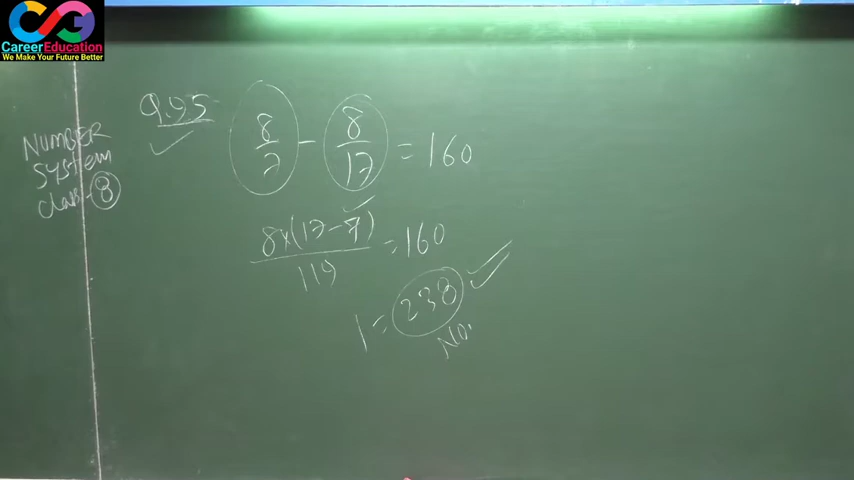 CG
CareerEducation
We Make Your Future Better
NUMBER
SYSTEM
class-8
Q.95
8/7 - 8/17 = 160
8x(17-7)/119 = 160
1 = 238
No.